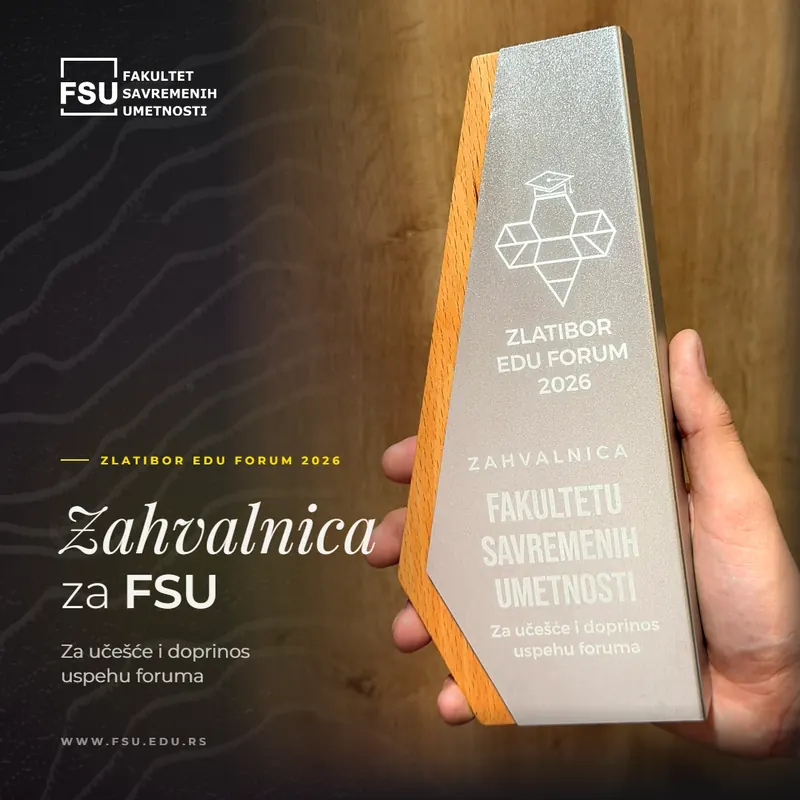 FSU
FAKULTET
SAVREMENIH
UMETNOSTI
ZLATIBOR EDU FORUM 2026
Zahvalnica
za FSU
Za učešće i doprinos
uspehu foruma
WWW.FSU.EDU.RS
ZLATIBOR
EDU FORUM
2026
ZAHVALNICA
FAKULTETU
SAVREMENIH
UMETNOSTI
Za učešće i doprinos
uspehu foruma